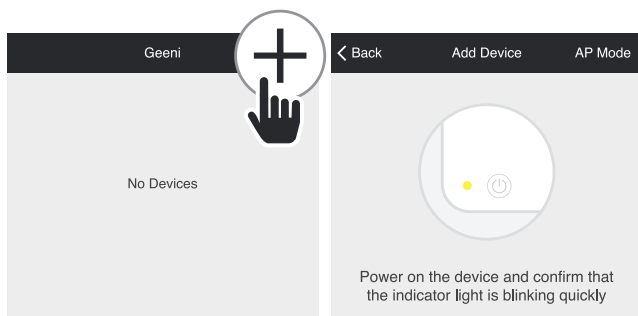 Geeni
No Devices
Back Add Device AP Mode
Power on the device and confirm that
the indicator light is blinking quickly